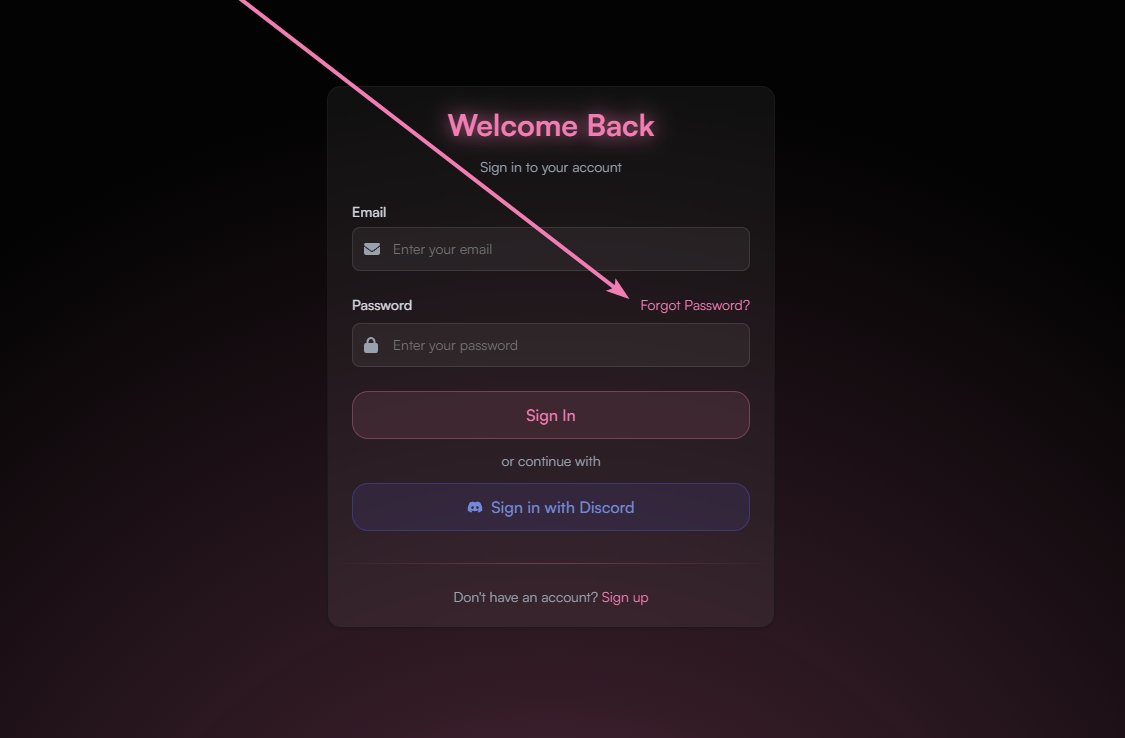 Welcome Back
Sign in to your account
Email
Enter your email
Password Forgot Password?
Enter your password
Sign In
or continue with
Sign in with Discord
Don't have an account? Sign up